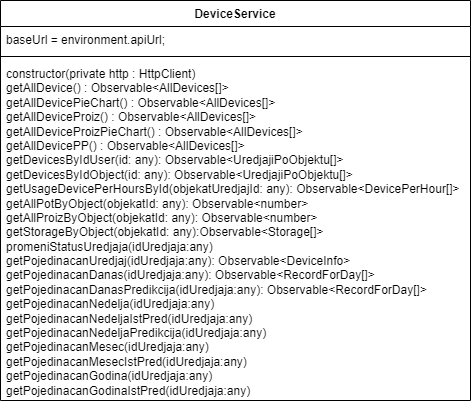 DeviceService
baseUrl = environment.apiUrl;
constructor(private http : HttpClient)
getAllDevice() : Observable<AllDevices[]>
getAllDevicePieChart() : Observable<AllDevices[]>
getAllDeviceProiz() : Observable<AllDevices[]>
getAllDeviceProizPieChart() : Observable<AllDevices[]>
getAllDevicePP() : Observable<AllDevices[]>
getDevicesByIdUser(id: any): Observable<UredjajiPoObjektu[]>
getDevicesByIdObject(id: any): Observable<UredjajiPoObjektu[]>
getUsageDevicePerHoursById(objekatUredjajId: any): Observable<DevicePerHour[]>
getAllPotByObject(objekatId: any): Observable<number>
getAllProizByObject(objekatId: any): Observable<number>
getStorageByObject(objekatId: any):Observable<Storage[]>
promeniStatusUredjaja(idUredjaja:any)
getPojedinacanUredjaj(idUredjaja:any): Observable<DeviceInfo>
getPojedinacanDanas(idUredjaja:any): Observable<RecordForDay[]>
getPojedinacanDanasPredikcija(idUredjaja:any): Observable<RecordForDay[]>
getPojedinacanNedelja(idUredjaja:any)
getPojedinacanNedeljaIstPred(idUredjaja:any)
getPojedinacanNedeljaPredikcija(idUredjaja:any)
getPojedinacanMesec(idUredjaja:any)
getPojedinacanMesecIstPred(idUredjaja:any)
getPojedinacanGodina(idUredjaja:any)
getPojedinacanGodinaIstPred(idUredjaja:any)